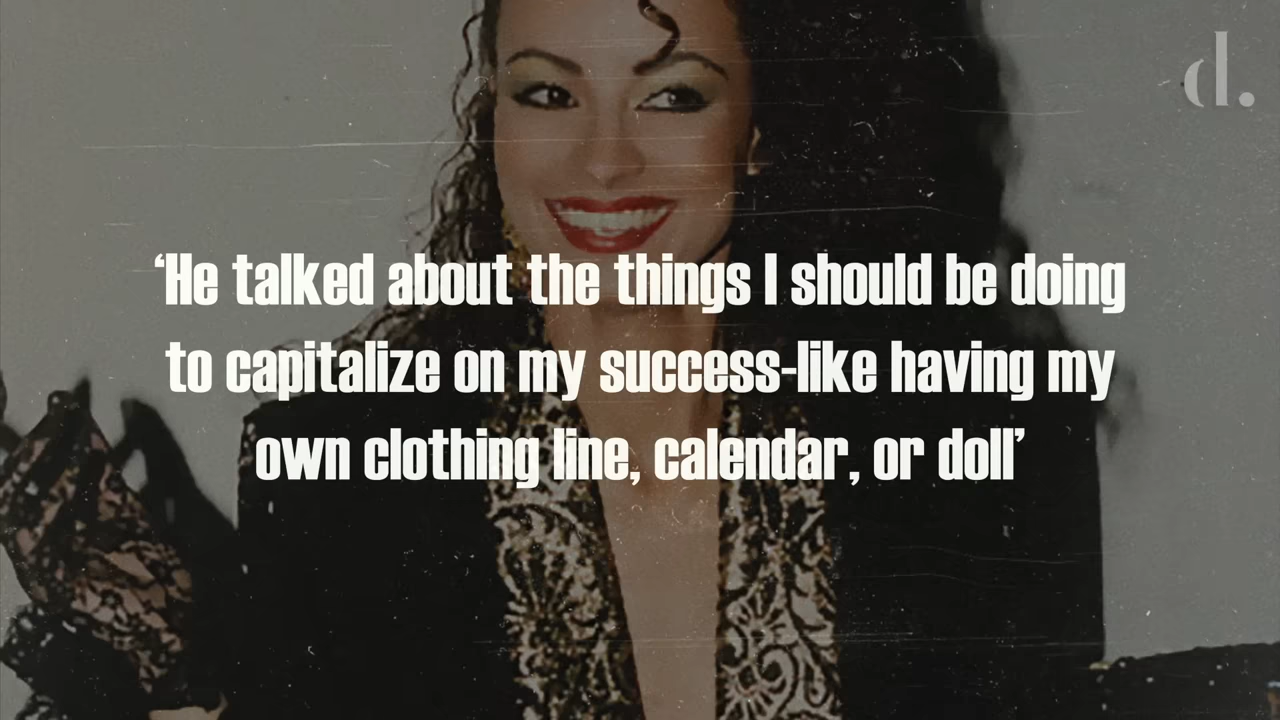 d.
‘He talked about the things I should be doing
to capitalize on my success-like having my
own clothing line, calendar, or doll’